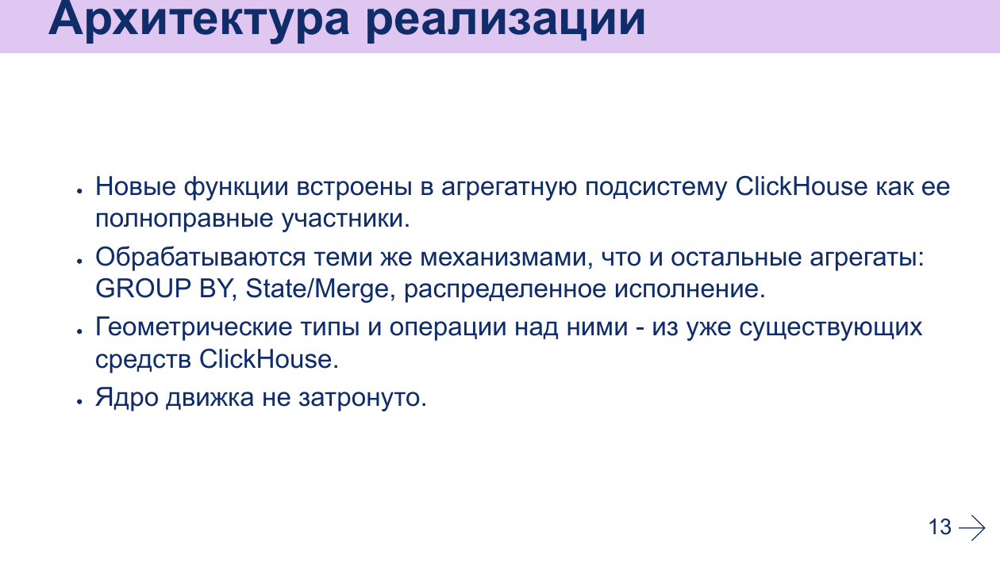 Архитектура реализации
• Новые функции встроены в агрегатную подсистему ClickHouse как ее
полноправные участники.
• Обрабатываются теми же механизмами, что и остальные агрегаты:
GROUP BY, State/Merge, распределенное исполнение.
• Геометрические типы и операции над ними - из уже существующих
средств ClickHouse.
• Ядро движка не затронуто.
13